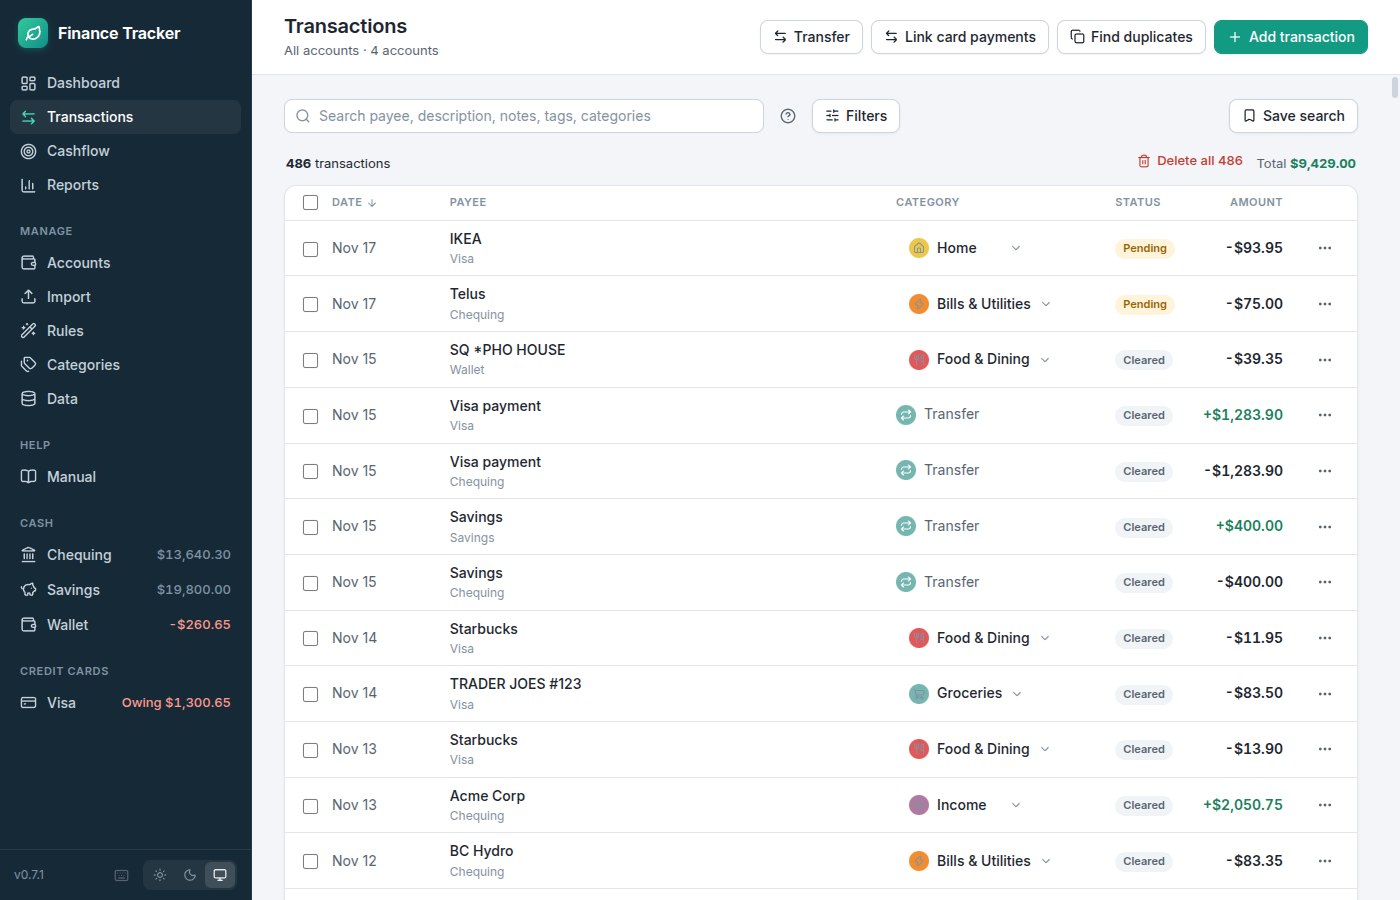 Finance Tracker
Dashboard
Transactions
Cashflow
Reports
MANAGE
Accounts
Import
Rules
Categories
Data
HELP
Manual
CASH
Chequing $13,640.30
Savings $19,800.00
Wallet -$260.65
CREDIT CARDS
Visa Owing $1,300.65
v0.7.1
Transactions
All accounts · 4 accounts
Transfer Link card payments Find duplicates Add transaction
Search payee, description, notes, tags, categories Filters Save search
486 transactions Delete all 486 Total $9,429.00
DATE PAYEE CATEGORY STATUS AMOUNT
Nov 17 IKEA Home Pending -$93.95
Visa
Nov 17 Telus Bills & Utilities Pending -$75.00
Chequing
Nov 15 SQ *PHO HOUSE Food & Dining Cleared -$39.35
Wallet
Nov 15 Visa payment Transfer Cleared +$1,283.90
Visa
Nov 15 Visa payment Transfer Cleared -$1,283.90
Chequing
Nov 15 Savings Transfer Cleared +$400.00
Savings
Nov 15 Savings Transfer Cleared -$400.00
Chequing
Nov 14 Starbucks Food & Dining Cleared -$11.95
Visa
Nov 14 TRADER JOES #123 Groceries Cleared -$83.50
Visa
Nov 13 Starbucks Food & Dining Cleared -$13.90
Visa
Nov 13 Acme Corp Income Cleared +$2,050.75
Chequing
Nov 12 BC Hydro Bills & Utilities Cleared -$83.35
Chequing